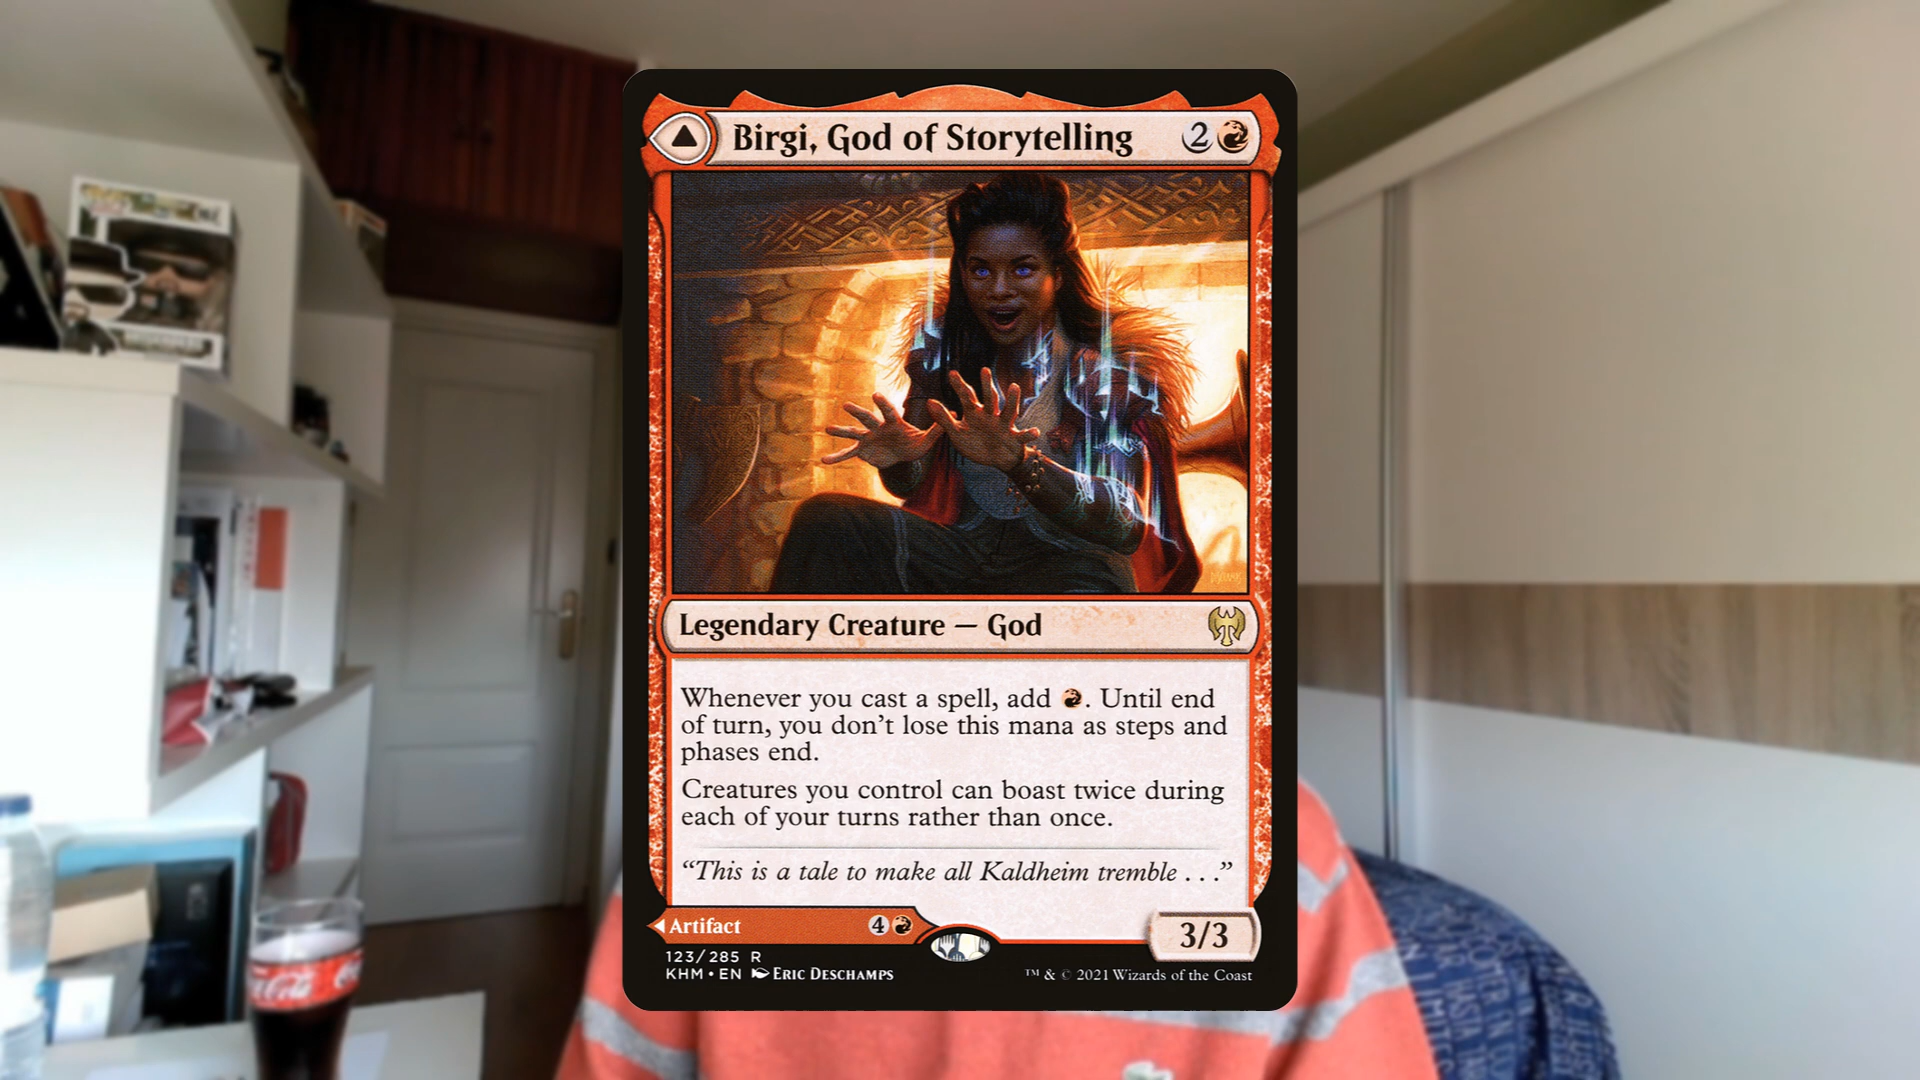 Birgi, God of Storytelling 2
Legendary Creature — God
Whenever you cast a spell, add . Until end
of turn, you don't lose this mana as steps and
phases end.
Creatures you control can boast twice during
each of your turns rather than once.
“This is a tale to make all Kaldheim tremble . . .”
Artifact 4
3/3
123/285 R
KHM • EN Eric Deschamps
™ & © 2021 Wizards of the Coast